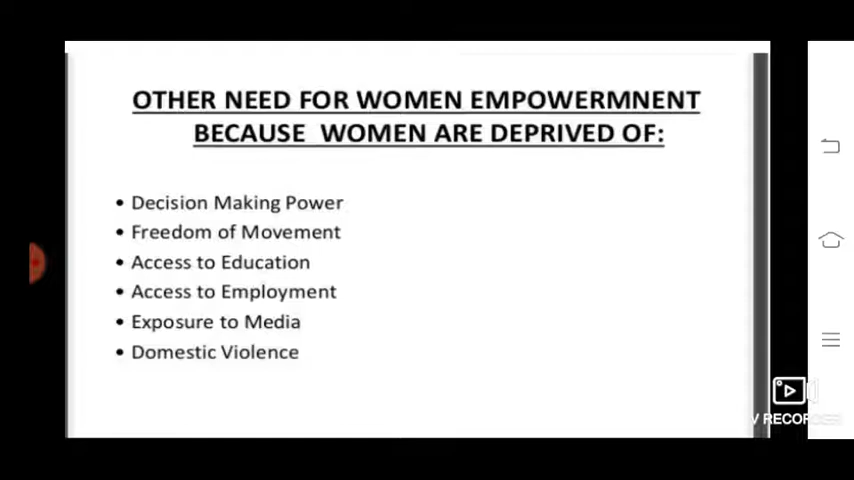 OTHER NEED FOR WOMEN EMPOWERMNENT
BECAUSE WOMEN ARE DEPRIVED OF:
• Decision Making Power
• Freedom of Movement
• Access to Education
• Access to Employment
• Exposure to Media
• Domestic Violence
V RECORDER